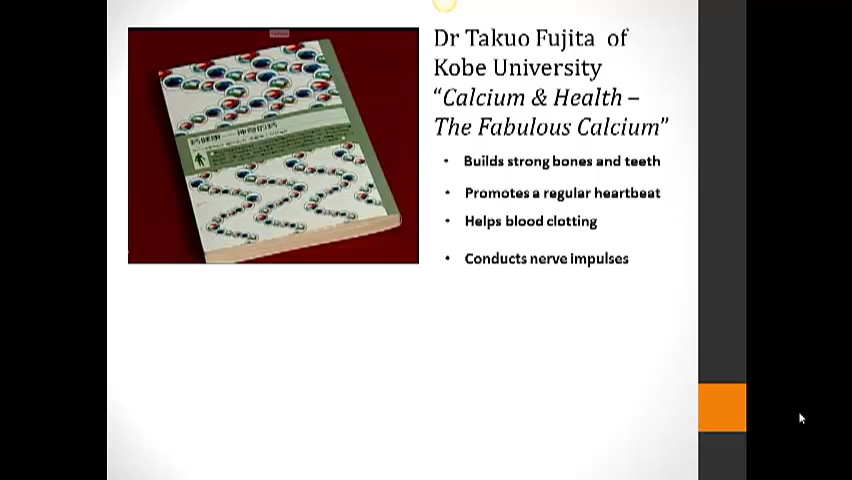 Dr Takuo Fujita of
Kobe University
“Calcium & Health –
The Fabulous Calcium”
• Builds strong bones and teeth
• Promotes a regular heartbeat
• Helps blood clotting
• Conducts nerve impulses